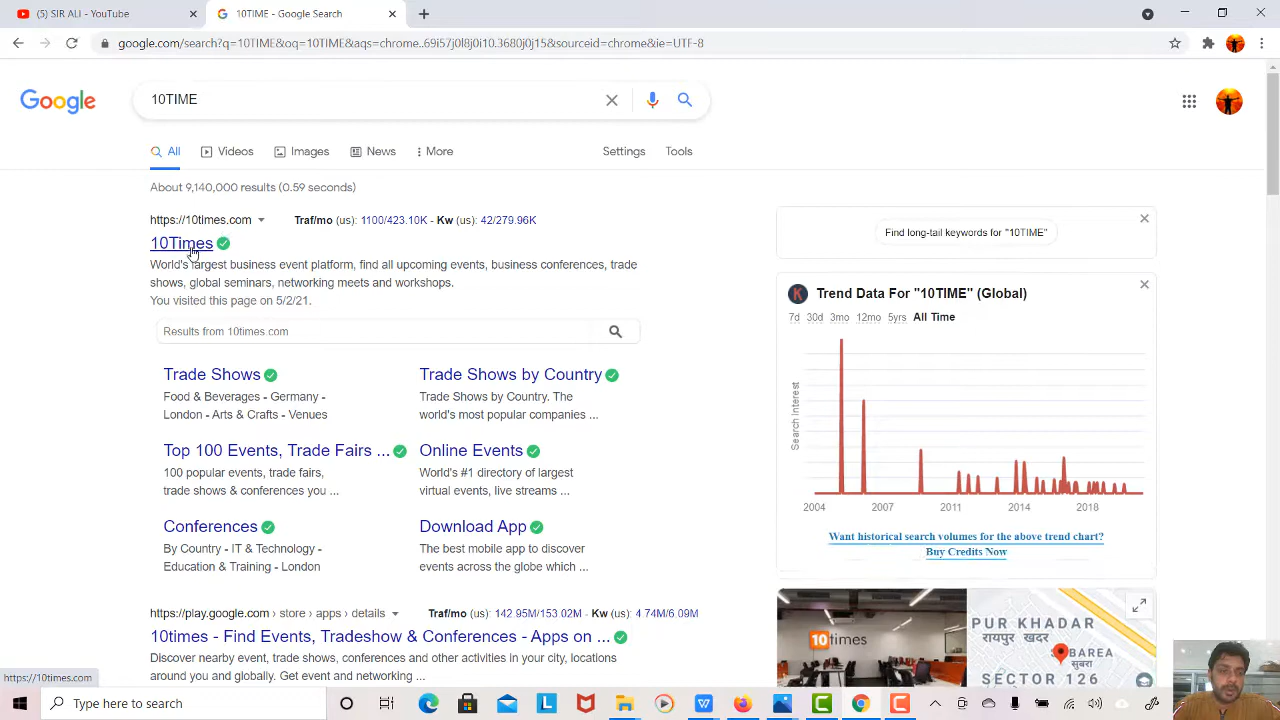 (5) SIR ALI - YouTube
10TIME - Google Search
google.com/search?q=10TIME&oq=10TIME&aqs=chrome..69i57j0l8j0i10.3680j0j15&sourceid=chrome&ie=UTF-8
Google
10TIME
All
Videos
Images
News
More
Settings
Tools
About 9,140,000 results (0.59 seconds)
https://10times.com
Traf/mo (us): 1100/423.10K - Kw (us): 42/279.96K
10Times
World's largest business event platform, find all upcoming events, business conferences, trade
shows, global seminars, networking meets and workshops.
You visited this page on 5/2/21.
Results from 10times.com
Trade Shows
Food & Beverages - Germany -
London - Arts & Crafts - Venues
Trade Shows by Country
Trade Shows by Country. The
world's most popular companies ...
Top 100 Events, Trade Fairs ...
100 popular events, trade fairs,
trade shows & conferences you ...
Online Events
World's #1 directory of largest
virtual events, live streams ...
Conferences
By Country - IT & Technology -
Education & Training - London
Download App
The best mobile app to discover
events across the globe which ...
https://play.google.com › store › apps › details
Traf/mo (us): 142.95M/153.02M - Kw (us): 4.74M/6.09M
10times - Find Events, Tradeshow & Conferences - Apps on ...
Discover nearby event, trade shows, conferences and other activities in your city, locations
around you and globally. Get event and networking ...
Find long-tail keywords for "10TIME"
K
Trend Data For "10TIME" (Global)
7d 30d 3mo 12mo 5yrs All Time
Search Interest
2004 2007 2011 2014 2018
Want historical search volumes for the above trend chart?
Buy Credits Now
10times
PUR KHADAR
रायपुर खदर
BAREA
सुबरा
SECTOR 126
https://10times.com
Type here to search